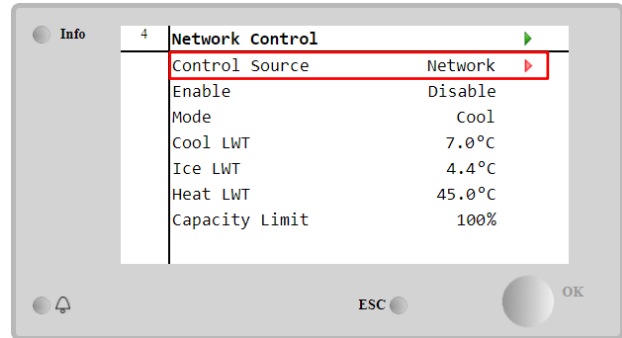 Info
4 Network Control
Control Source Network
Enable Disable
Mode Cool
Cool LWT 7.0°C
Ice LWT 4.4°C
Heat LWT 45.0°C
Capacity Limit 100%
ESC
OK